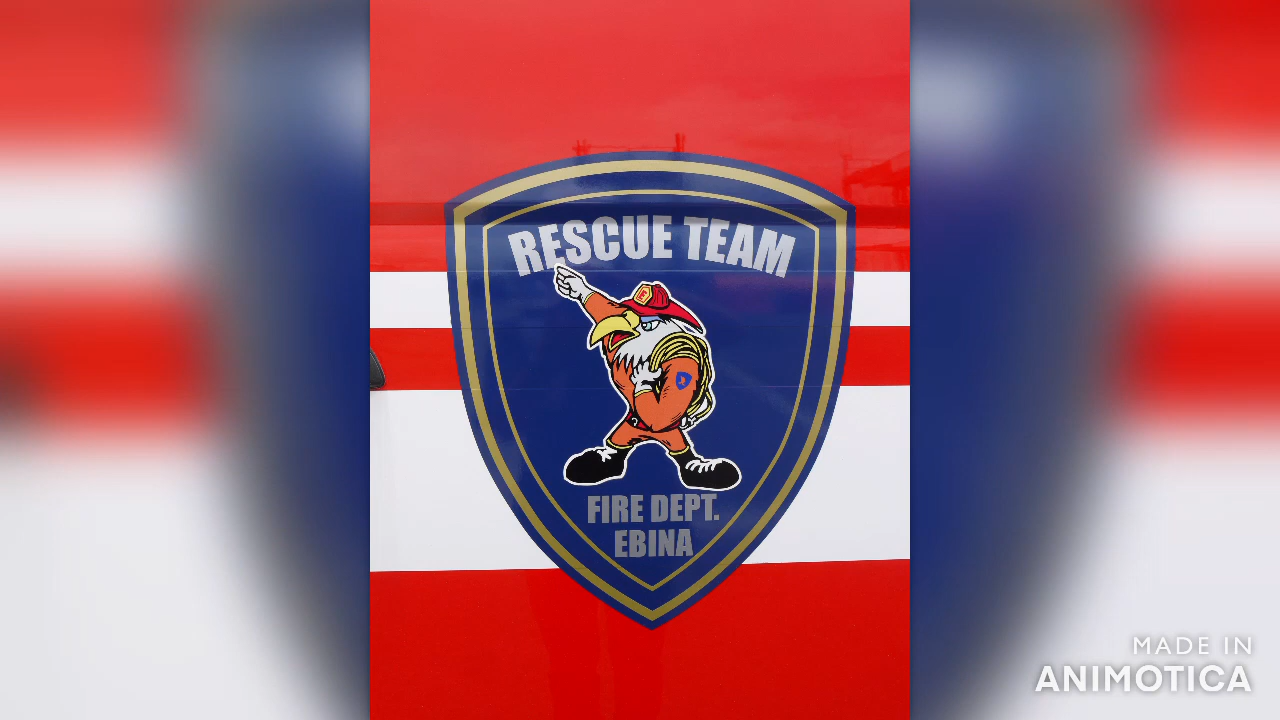 RESCUE TEAM
FIRE DEPT.
EBINA
MADE IN
ANIMOTICA